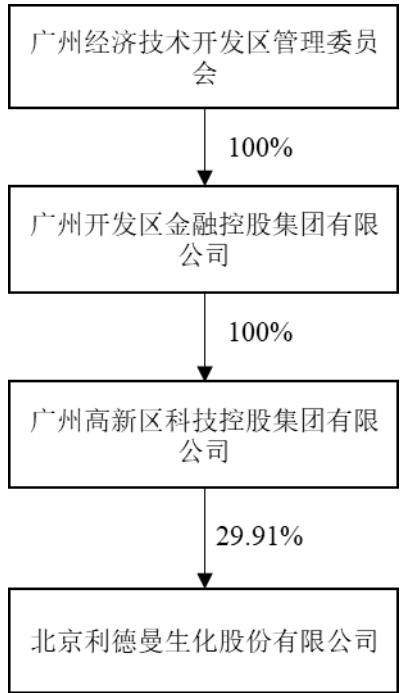 广州经济技术开发区管理委员
会
100%
广州开发区金融控股集团有限
公司
100%
广州高新区科技控股集团有限
公司
29.91%
北京利德曼生化股份有限公司